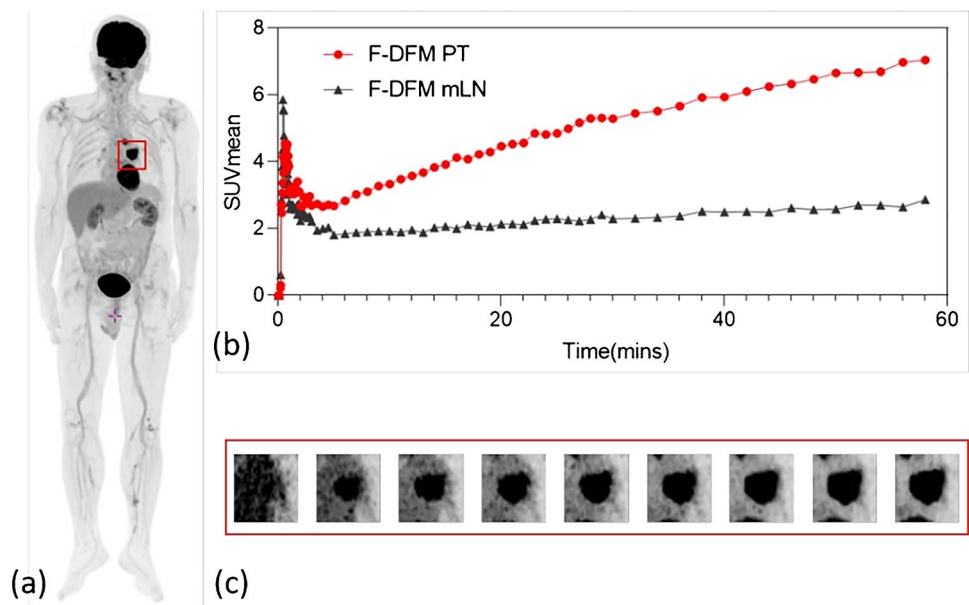 (a)
(b)
8
6
4
2
0
SUVmean
F-DFM PT
F-DFM mLN
0
20
40
60
Time(mins)
(c)